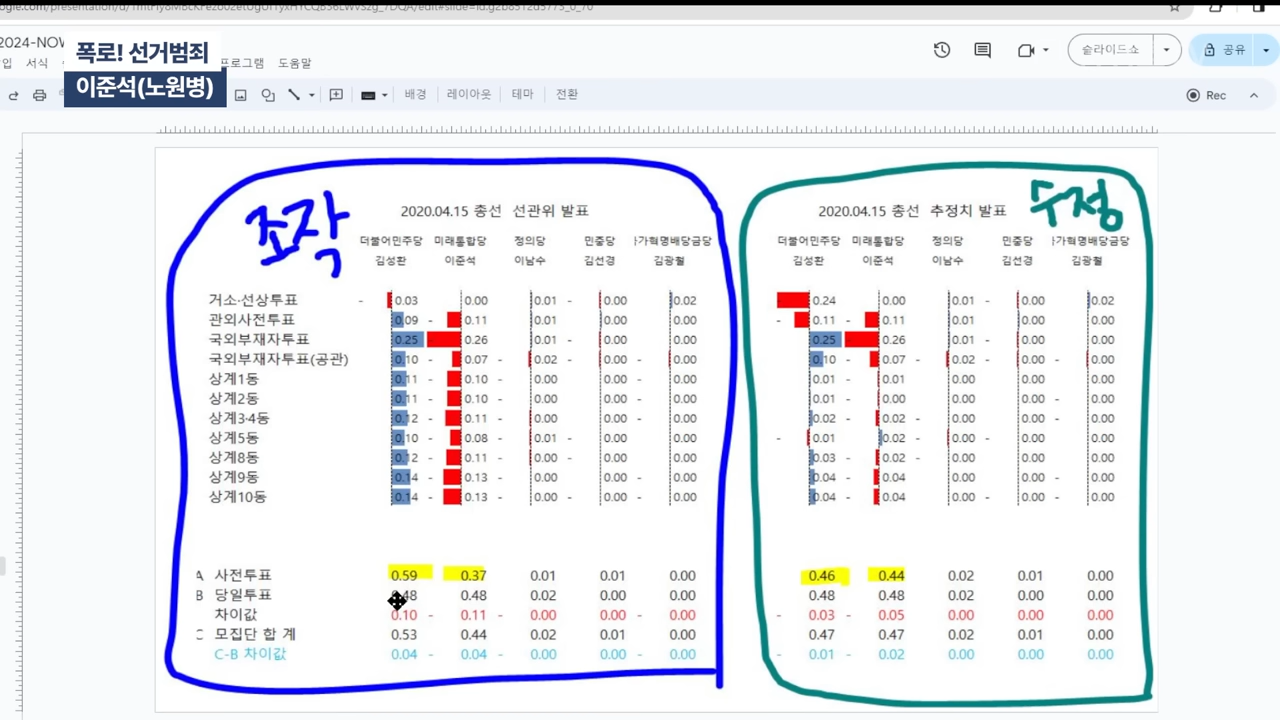 2024-NOW
폭로! 선거범죄
이준석(노원병)
서식
프로그램 도움말
슬라이드쇼
공유
배경 레이아웃 테마 전환
Rec
조작
2020.04.15 총선 선관위 발표
더불어민주당 미래통합당 정의당 민중당 가혁명배당금당
김성환 이준석 이남수 김선경 김광철
거소·선상투표 - 0.03 0.00 0.01 - 0.00 0.02
관외사전투표 0.09 - 0.11 0.01 0.00 0.00
국외부재자투표 0.25 0.26 0.01 - 0.00 0.00
국외부재자투표(공관) 0.10 - 0.07 - 0.02 - 0.00 - 0.00
상계1동 0.11 - 0.10 - 0.00 0.00 - 0.00
상계2동 0.11 - 0.10 0.00 - 0.00 - 0.00
상계3·4동 0.12 - 0.11 - 0.00 0.00 - 0.00
상계5동 0.10 - 0.08 - 0.01 - 0.00 0.00
상계8동 0.12 - 0.11 - 0.00 0.00 - 0.00
상계9동 0.14 - 0.13 - 0.00 0.00 - 0.00
상계10동 0.14 - 0.13 - 0.00 - 0.00 - 0.00
A 사전투표 0.59 0.37 0.01 0.01 0.00
B 당일투표 0.48 0.48 0.02 0.00 0.00
차이값 0.10 - 0.11 - 0.00 0.00 - 0.00
C 모집단 합 계 0.53 0.44 0.02 0.01 0.00
C-B 차이값 0.04 - 0.04 - 0.00 0.00 - 0.00
수정
2020.04.15 총선 추정치 발표
더불어민주당 미래통합당 정의당 민중당 가혁명배당금당
김성환 이준석 이남수 김선경 김광철
0.24 0.00 0.01 - 0.00 0.02
- 0.11 - 0.11 0.01 0.00 0.00
0.25 0.26 0.01 - 0.00 0.00
0.10 - 0.07 - 0.02 - 0.00 - 0.00
0.01 - 0.01 0.00 0.00 - 0.00
0.01 - 0.00 0.00 - 0.00 0.00
0.02 - 0.02 - 0.00 0.00 - 0.00
- 0.01 0.02 - 0.00 - 0.00 0.00
0.03 - 0.02 - 0.00 0.00 - 0.00
0.04 - 0.04 - 0.00 0.00 - 0.00
0.04 - 0.04 0.00 - 0.00 - 0.00
0.46 0.44 0.02 0.01 0.00
0.48 0.48 0.02 0.00 0.00
- 0.03 - 0.05 0.00 0.00 0.00
0.47 0.47 0.02 0.01 0.00
- 0.01 - 0.02 0.00 0.00 0.00